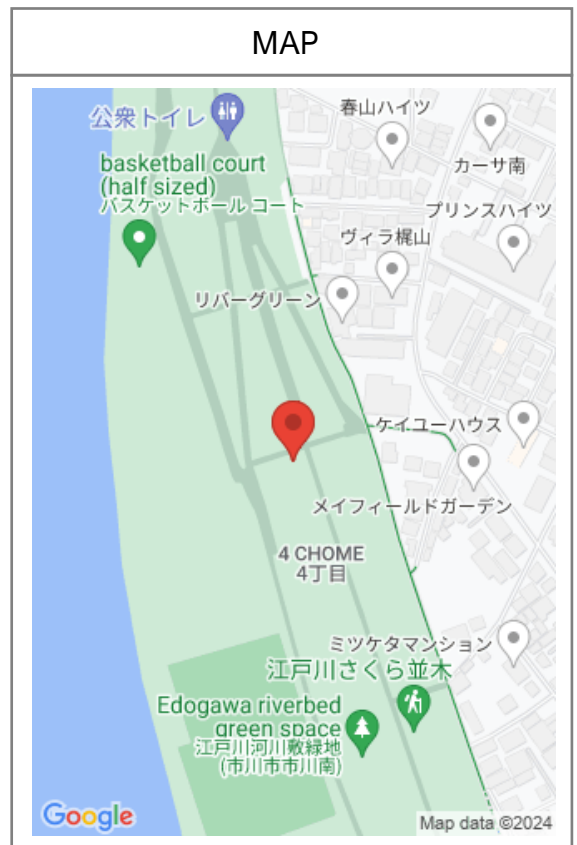 MAP
公衆トイレ
春山ハイツ
basketball court
(half sized)
バスケットボール コート
カーサ南
プリンスハイツ
ヴィラ梶山
リバーグリーン
ケイユーハウス
メイフィールドガーデン
4 CHOME
4丁目
ミツケタマンション
江戸川さくら並木
Edogawa riverbed
green space
江戸川河川敷緑地
(市川市市川南)
Google
Map data ©2024